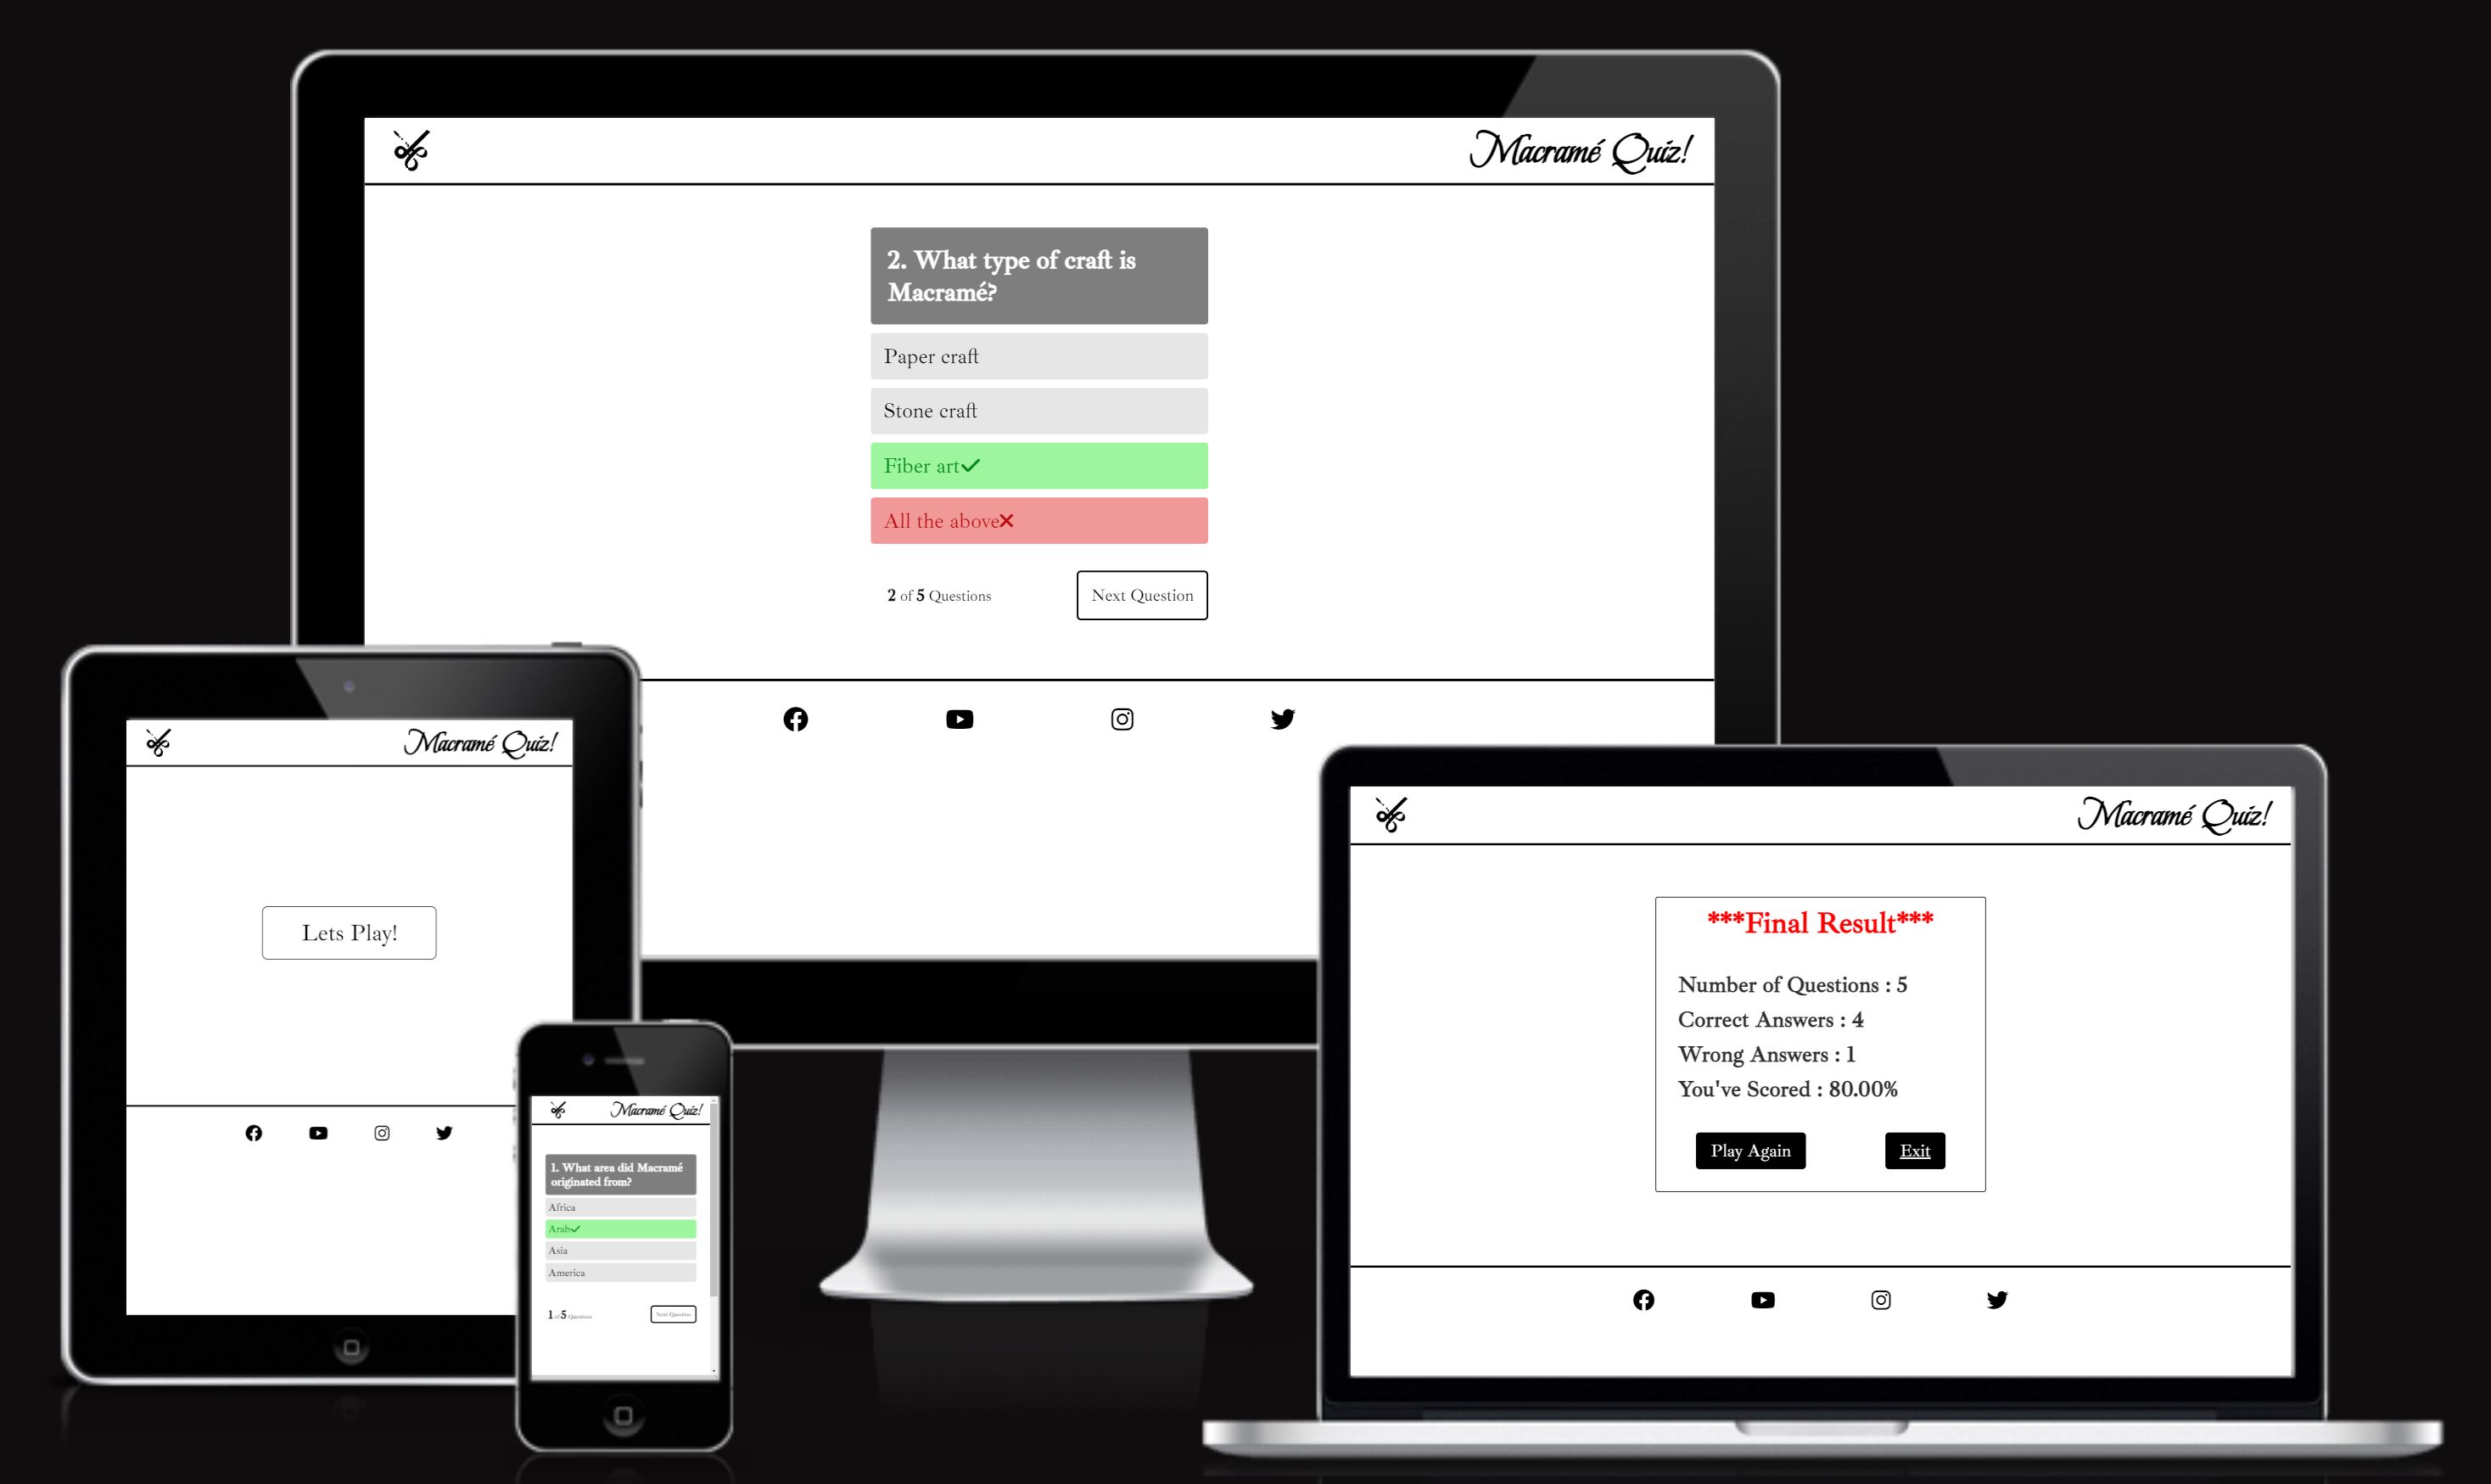 Macramé Quiz!
2. What type of craft is
Macramé?
Paper craft
Stone craft
Fiber art
All the above
2 of 5 Questions
Next Question
Macramé Quiz!
Lets Play!
Macramé Quiz!
1. What area did Macramé
originated from?
Africa
Arab
Asia
America
1 of 5 Questions
Next Question
Macramé Quiz!
***Final Result***
Number of Questions : 5
Correct Answers : 4
Wrong Answers : 1
You've Scored : 80.00%
Play Again
Exit